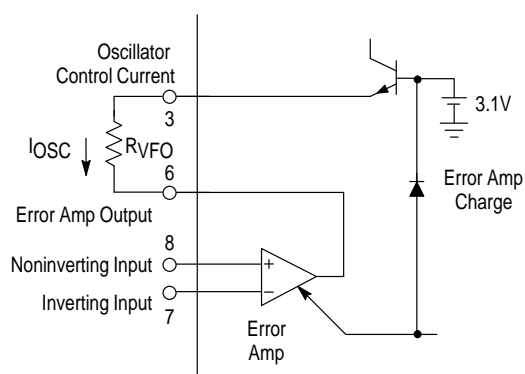 Oscillator
Control Current
3
3.1V
IOSC
RVFO
6
Error Amp Output
Error Amp
Charge
8
Noninverting Input
+
Inverting Input
−
7
Error
Amp